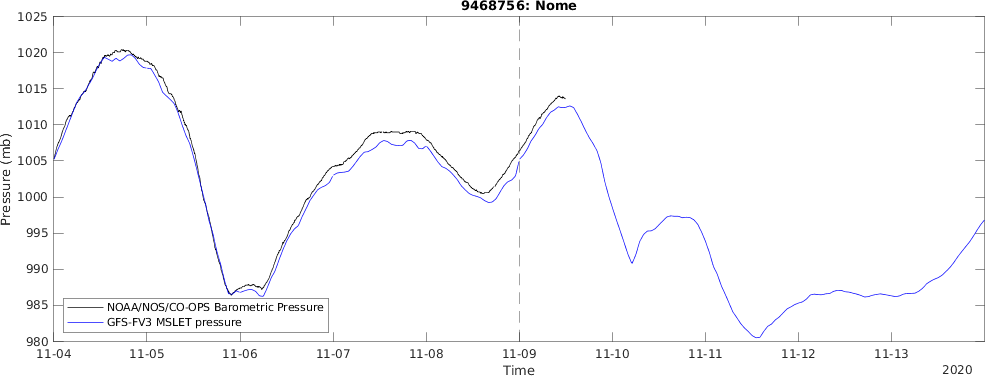 9468756: Nome
1025
1020
1015
1010
1005
1000
995
990
985
980
Pressure (mb)
NOAA/NOS/CO-OPS Barometric Pressure
GFS-FV3 MSLET pressure
11-04 11-05 11-06 11-07 11-08 11-09 11-10 11-11 11-12 11-13
Time
2020